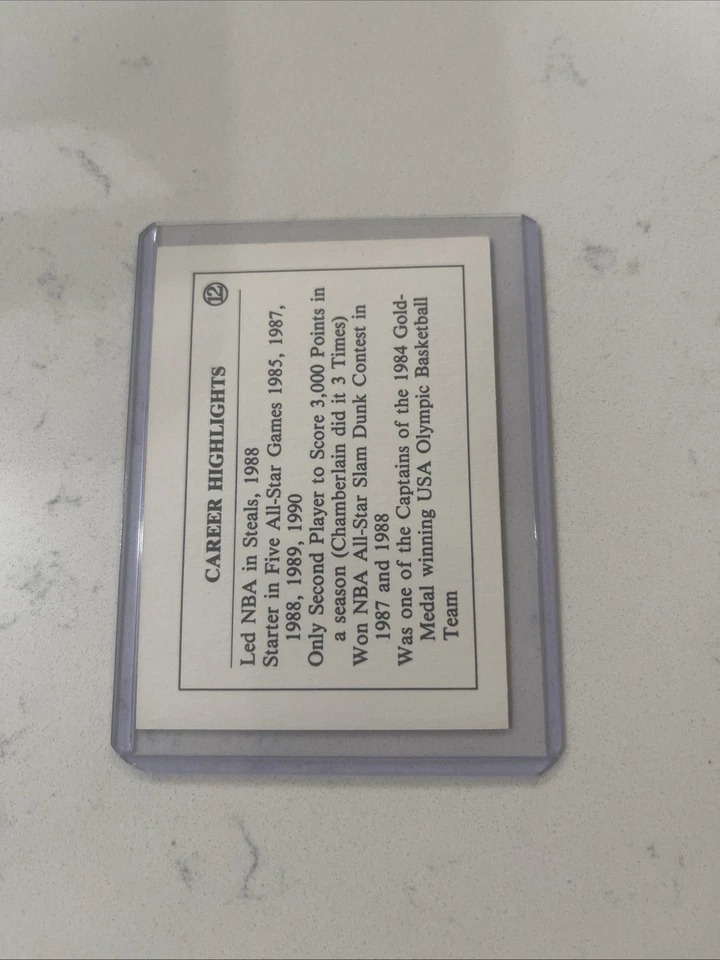 ⑫
CAREER HIGHLIGHTS
Led NBA in Steals, 1988
Starter in Five All-Star Games 1985, 1987,
1988, 1989, 1990
Only Second Player to Score 3,000 Points in
a season (Chamberlain did it 3 Times)
Won NBA All-Star Slam Dunk Contest in
1987 and 1988
Was one of the Captains of the 1984 Gold-
Medal winning USA Olympic Basketball
Team